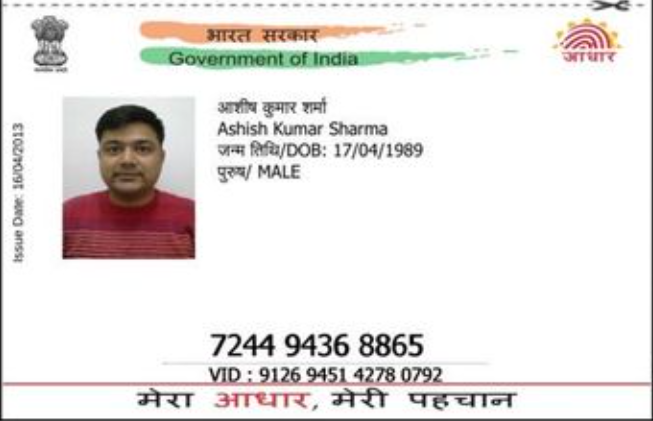 भारत सरकार
Government of India
आधार
Issue Date: 16/04/2013
आशीष कुमार शर्मा
Ashish Kumar Sharma
जन्म तिथि/DOB: 17/04/1989
पुरुष/ MALE
7244 9436 8865
VID : 9126 9451 4278 0792
मेरा आधार, मेरी पहचान